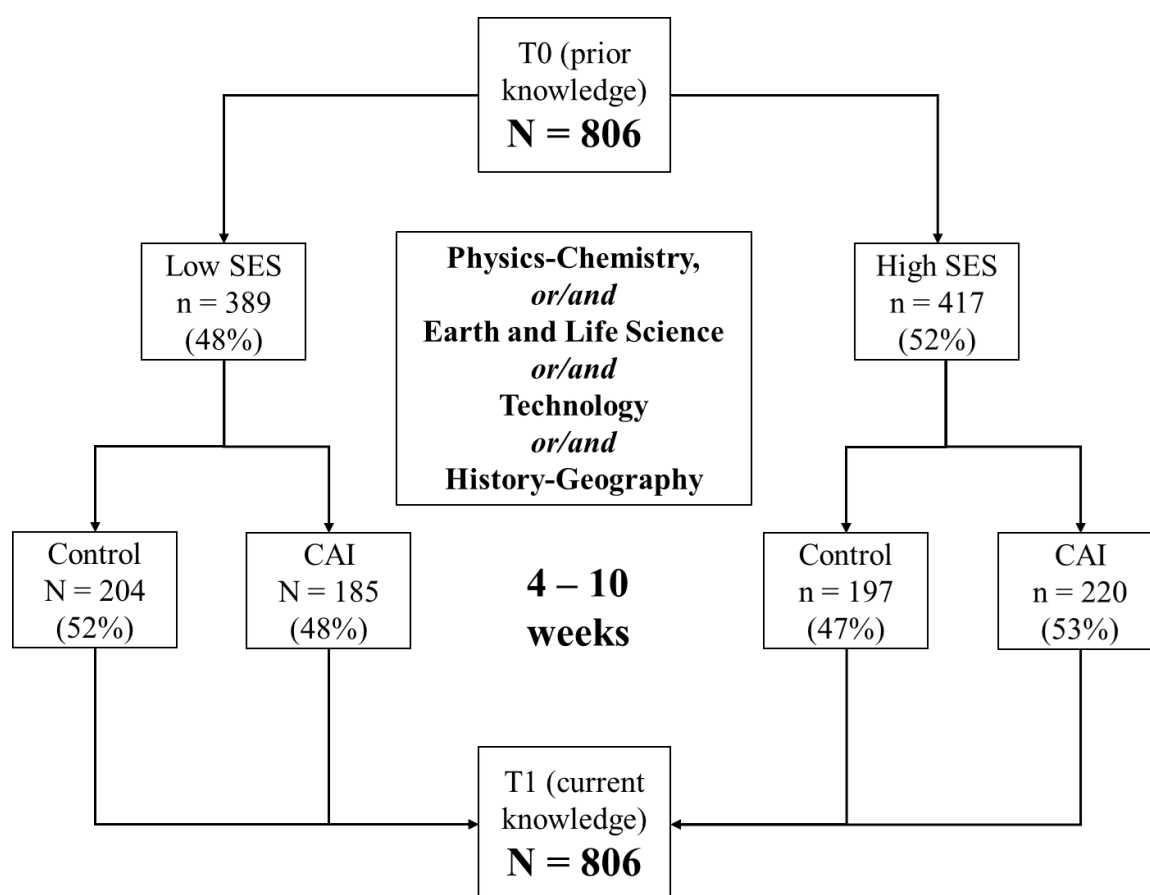 T0 (prior
knowledge)
N = 806
Low SES
n = 389
(48%)
Physics-Chemistry,
or/and
Earth and Life Science
or/and
Technology
or/and
History-Geography
High SES
n = 417
(52%)
Control
N = 204
(52%)
CAI
N = 185
(48%)
4 – 10
weeks
Control
n = 197
(47%)
CAI
n = 220
(53%)
T1 (current
knowledge)
N = 806